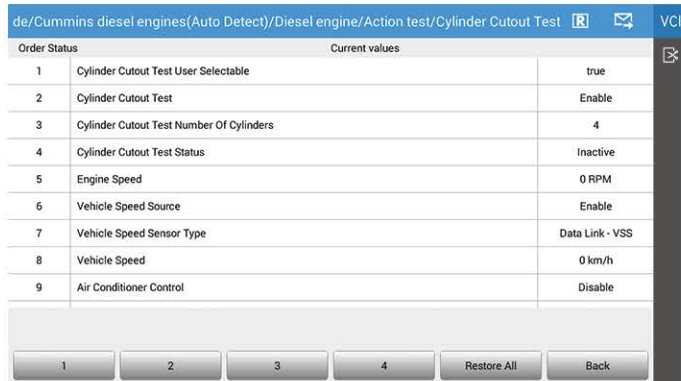 de/Cummins diesel engines(Auto Detect)/Diesel engine/Action test/Cylinder Cutout Test R VCI
Order Status Current values
1 Cylinder Cutout Test User Selectable true
2 Cylinder Cutout Test Enable
3 Cylinder Cutout Test Number Of Cylinders 4
4 Cylinder Cutout Test Status Inactive
5 Engine Speed 0 RPM
6 Vehicle Speed Source Enable
7 Vehicle Speed Sensor Type Data Link - VSS
8 Vehicle Speed 0 km/h
9 Air Conditioner Control Disable
1 2 3 4 Restore All Back